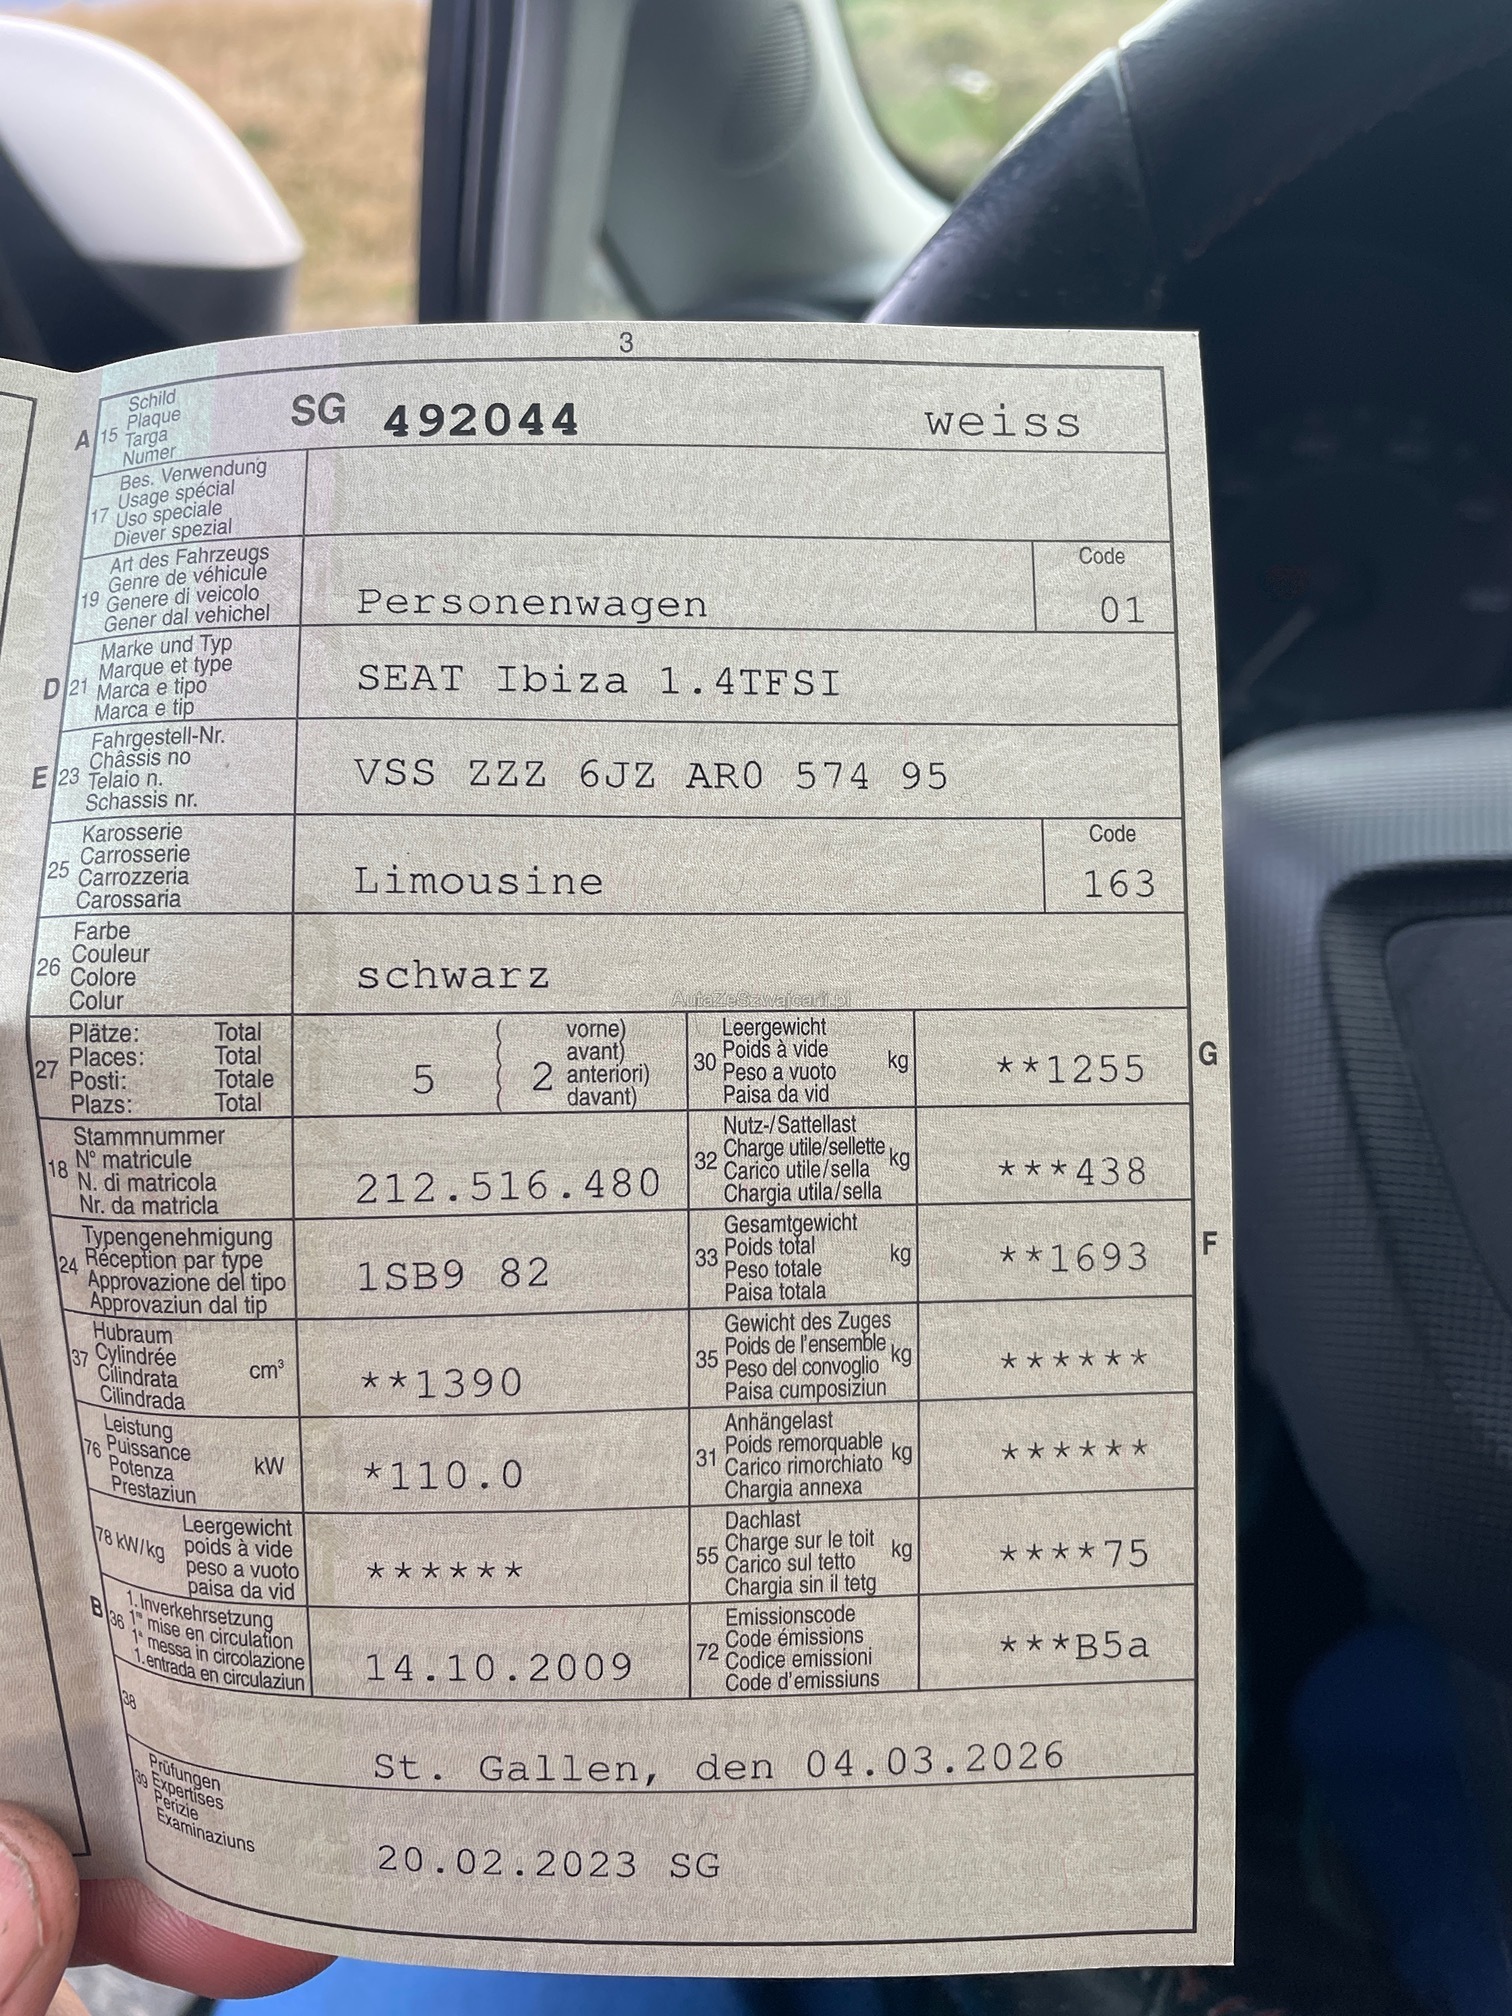 3
A 15 Schild
Plaque
Targa
Numer
SG 492044 weiss
17 Bes. Verwendung
Usage spécial
Uso speciale
Diever spezial
19 Art des Fahrzeugs
Genre de véhicule
Genere di veicolo
Gener dal vehichel
Personenwagen
Code
01
D 21 Marke und Typ
Marque et type
Marca e tipo
Marca e tip
SEAT Ibiza 1.4TFSI
E 23 Fahrgestell-Nr.
Châssis no
Telaio n.
Schassis nr.
VSS ZZZ 6JZ AR0 574 95
25 Karosserie
Carrosserie
Carrozzeria
Carossaria
Limousine
Code
163
26 Farbe
Couleur
Colore
Colur
schwarz
AutaZeSzwajcarii.pl
27 Plätze: Total
Places: Total
Posti: Totale
Plazs: Total
5 ( 2 vorne)
( avant)
( anteriori)
( davant)
30 Leergewicht
Poids à vide kg
Peso a vuoto
Paisa da vid
**1255
G
18 Stammnummer
N° matricule
N. di matricola
Nr. da matricla
212.516.480
32 Nutz-/Sattellast
Charge utile/sellette kg
Carico utile/sella
Chargia utila/sella
***438
24 Typengenehmigung
Réception par type
Approvazione del tipo
Approvaziun dal tip
1SB9 82
33 Gesamtgewicht
Poids total kg
Peso totale
Paisa totala
**1693
F
37 Hubraum
Cylindrée cm³
Cilindrata
Cilindrada
**1390
35 Gewicht des Zuges
Poids de l'ensemble kg
Peso del convoglio
Paisa cumposiziun
******
76 Leistung
Puissance kW
Potenza
Prestaziun
*110.0
31 Anhängelast
Poids remorquable kg
Carico rimorchiato
Chargia annexa
******
78 kW/kg Leergewicht
poids à vide
peso a vuoto
paisa da vid
******
55 Dachlast
Charge sur le toit kg
Carico sul tetto
Chargia sin il tetg
****75
B 36 1. Inverkehrsetzung
1re mise en circulation
1a messa in circolazione
1. entrada en circulaziun
14.10.2009
72 Emissionscode
Code émissions
Codice emissioni
Code d'emissiuns
***B5a
38
St. Gallen, den 04.03.2026
39 Prüfungen
Expertises
Perizie
Examinaziuns
20.02.2023 SG